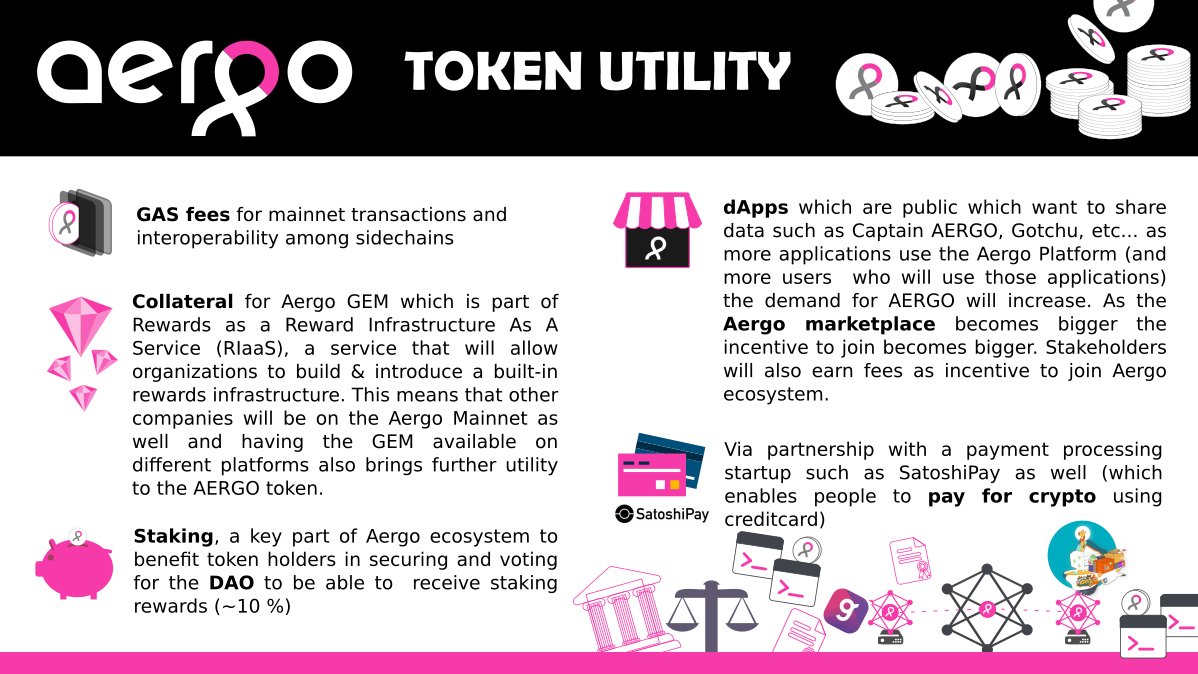 aergo
TOKEN UTILITY
GAS fees for mainnet transactions and
interoperability among sidechains
Collateral for Aergo GEM which is part of
Rewards as a Reward Infrastructure As A
Service (RIaaS), a service that will allow
organizations to build & introduce a built-in
rewards infrastructure. This means that other
companies will be on the Aergo Mainnet as
well and having the GEM available on
different platforms also brings further utility
to the AERGO token.
Staking, a key part of Aergo ecosystem to
benefit token holders in securing and voting
for the DAO to be able to receive staking
rewards (~10 %)
dApps which are public which want to share
data such as Captain AERGO, Gotchu, etc... as
more applications use the Aergo Platform (and
more users who will use those applications)
the demand for AERGO will increase. As the
Aergo marketplace becomes bigger the
incentive to join becomes bigger. Stakeholders
will also earn fees as incentive to join Aergo
ecosystem.
Via partnership with a payment processing
startup such as SatoshiPay as well (which
enables people to pay for crypto using
creditcard)
SatoshiPay
g